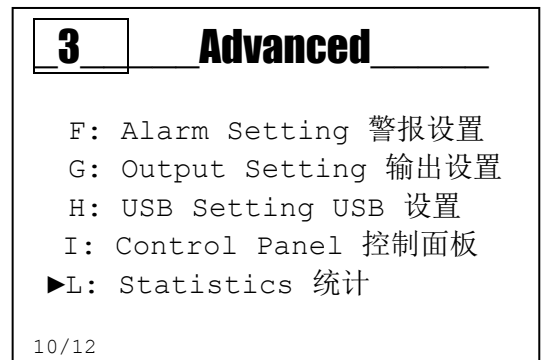 3 Advanced
F: Alarm Setting 警报设置
G: Output Setting 输出设置
H: USB Setting USB 设置
I: Control Panel 控制面板
►L: Statistics 统计
10/12